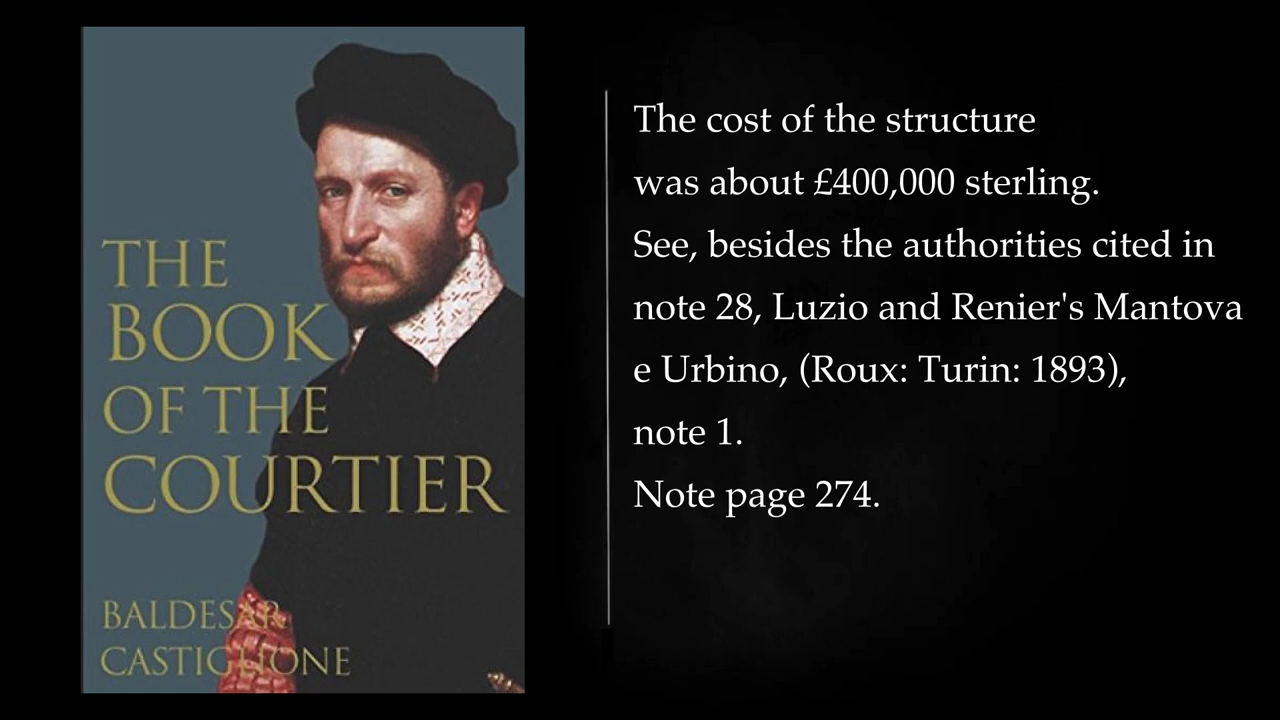 THE
BOOK
OF THE
COURTIER
BALDESAR
CASTIGLIONE
The cost of the structure
was about £400,000 sterling.
See, besides the authorities cited in
note 28, Luzio and Renier's Mantova
e Urbino, (Roux: Turin: 1893),
note 1.
Note page 274.